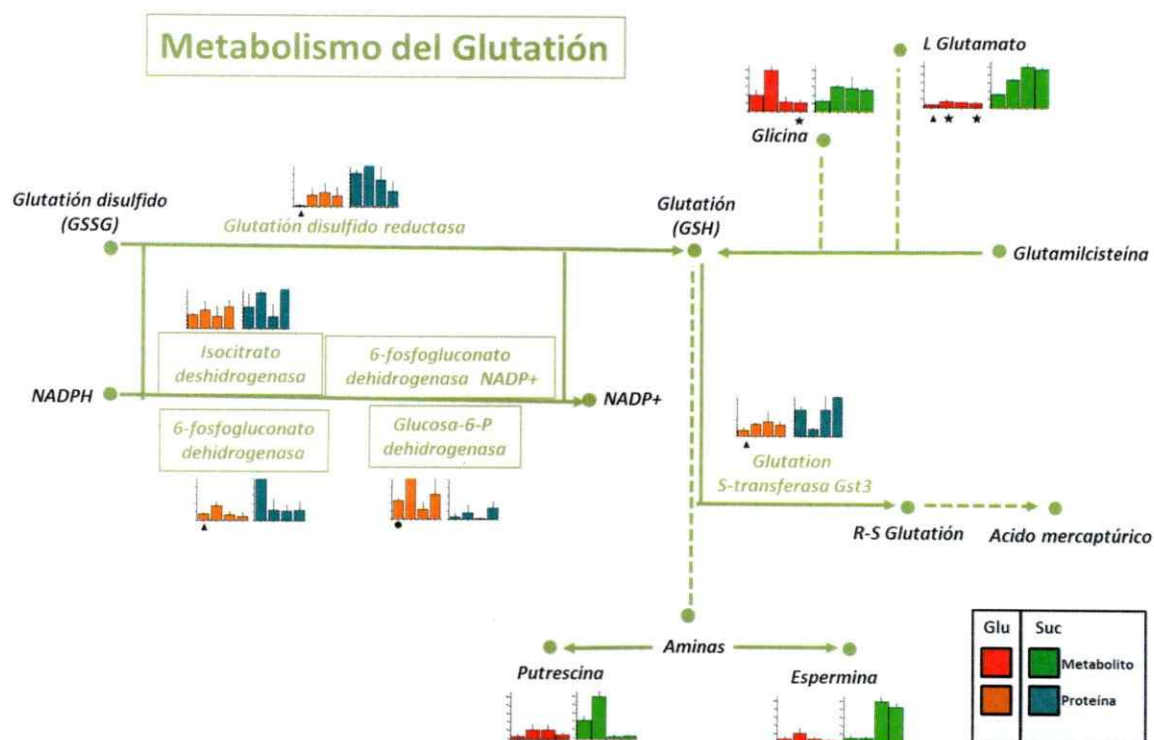 Metabolismo del Glutatión
L Glutamato
Glicina
Glutatión disulfido
(GSSG)
Glutatión disulfido reductasa
Glutatión
(GSH)
Glutamilcisteína
Isocitrato
deshidrogenasa
6-fosfogluconato
dehidrogenasa NADP+
NADPH
NADP+
6-fosfogluconato
dehidrogenasa
Glucosa-6-P
dehidrogenasa
Glutation
S-transferasa Gst3
R-S Glutatión
Acido mercaptúrico
Aminas
Putrescina
Espermina
Glu
Suc
Metabolito
Proteína